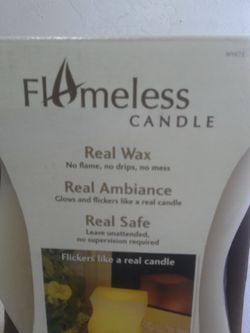 WHITE
Flameless
CANDLE
Real Wax
No flame, no drips, no mess
Real Ambiance
Glows and flickers like a real candle
Real Safe
Leave unattended,
no supervision required
Flickers like a real candle